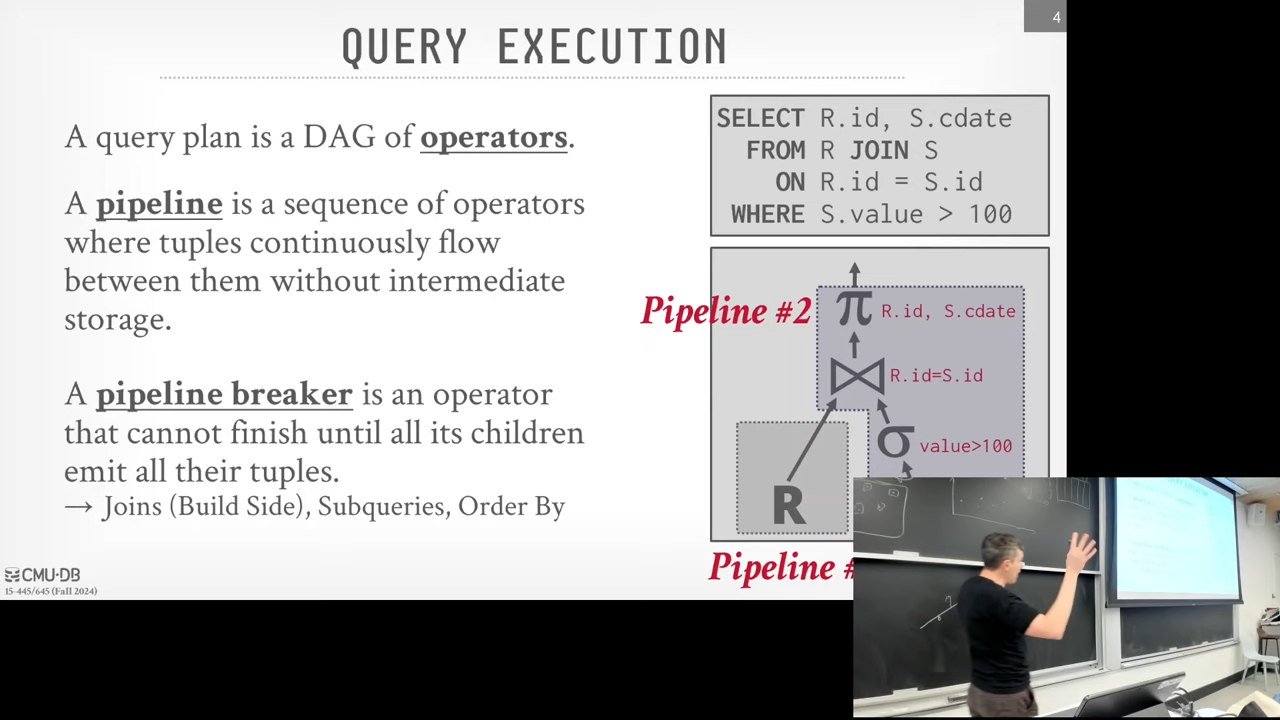 4
QUERY EXECUTION
A query plan is a DAG of operators.
A pipeline is a sequence of operators
where tuples continuously flow
between them without intermediate
storage.
A pipeline breaker is an operator
that cannot finish until all its children
emit all their tuples.
→ Joins (Build Side), Subqueries, Order By
SELECT R.id, S.cdate
FROM R JOIN S
ON R.id = S.id
WHERE S.value > 100
Pipeline #2
π R.id, S.cdate
⋈ R.id=S.id
σ value>100
R
Pipeline #
CMU·DB
15-445/645 (Fall 2024)